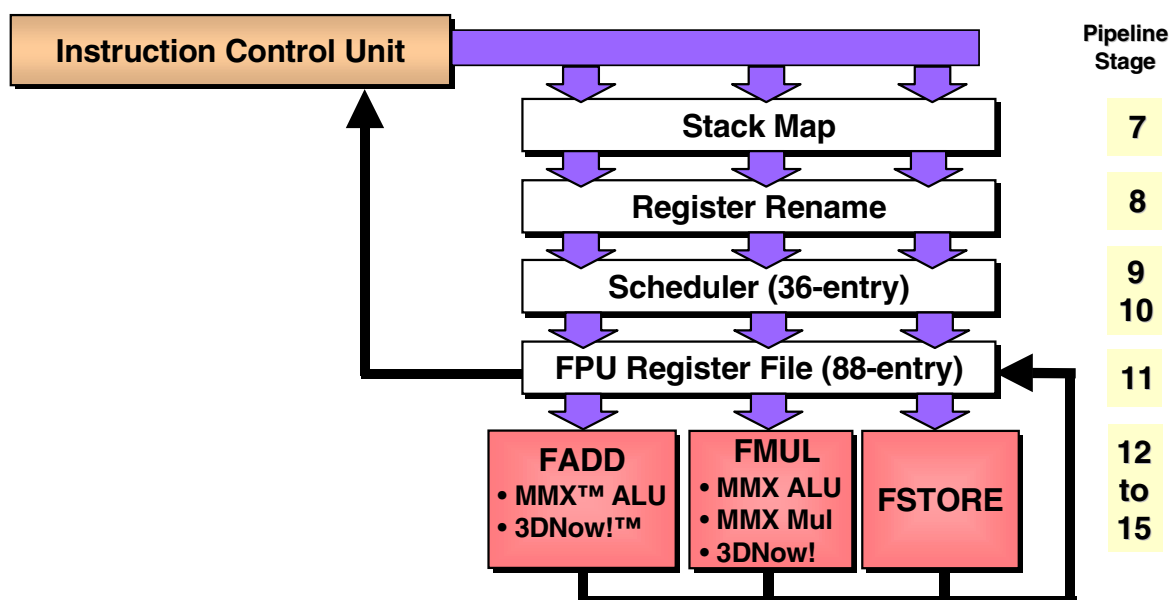 Instruction Control Unit
Pipeline
Stage
Stack Map
7
Register Rename
8
Scheduler (36-entry)
9
10
FPU Register File (88-entry)
11
FADD
• MMX™ ALU
• 3DNow!™
FMUL
• MMX ALU
• MMX Mul
• 3DNow!
FSTORE
12
to
15